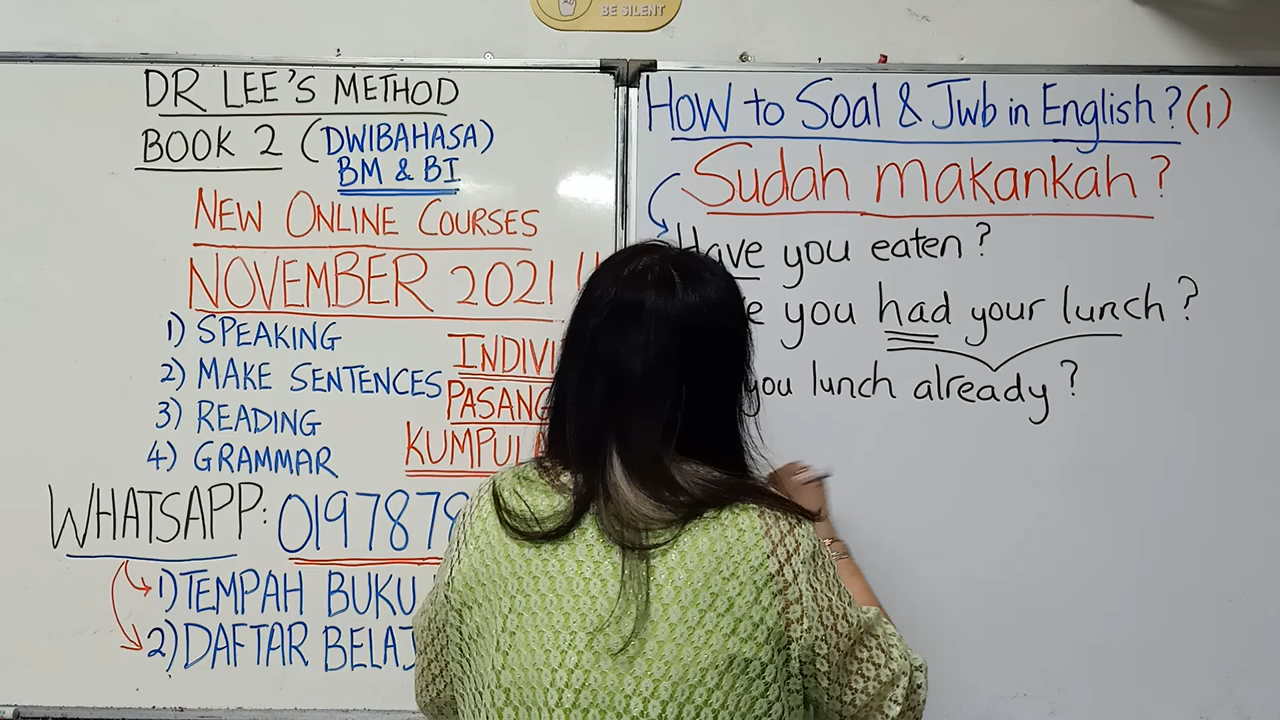 BE SILENT
DR LEE'S METHOD
BOOK 2 (DWIBAHASA)
BM & BI
NEW ONLINE COURSES
NOVEMBER 2021
1) SPEAKING
2) MAKE SENTENCES
3) READING
4) GRAMMAR
WHATSAPP:
1) TEMPAH BUKU
2) DAFTAR
HOW to Soal & Jwb in English? (1)
Sudah makankah?
Have you eaten?
you had your lunch?
you lunch already?